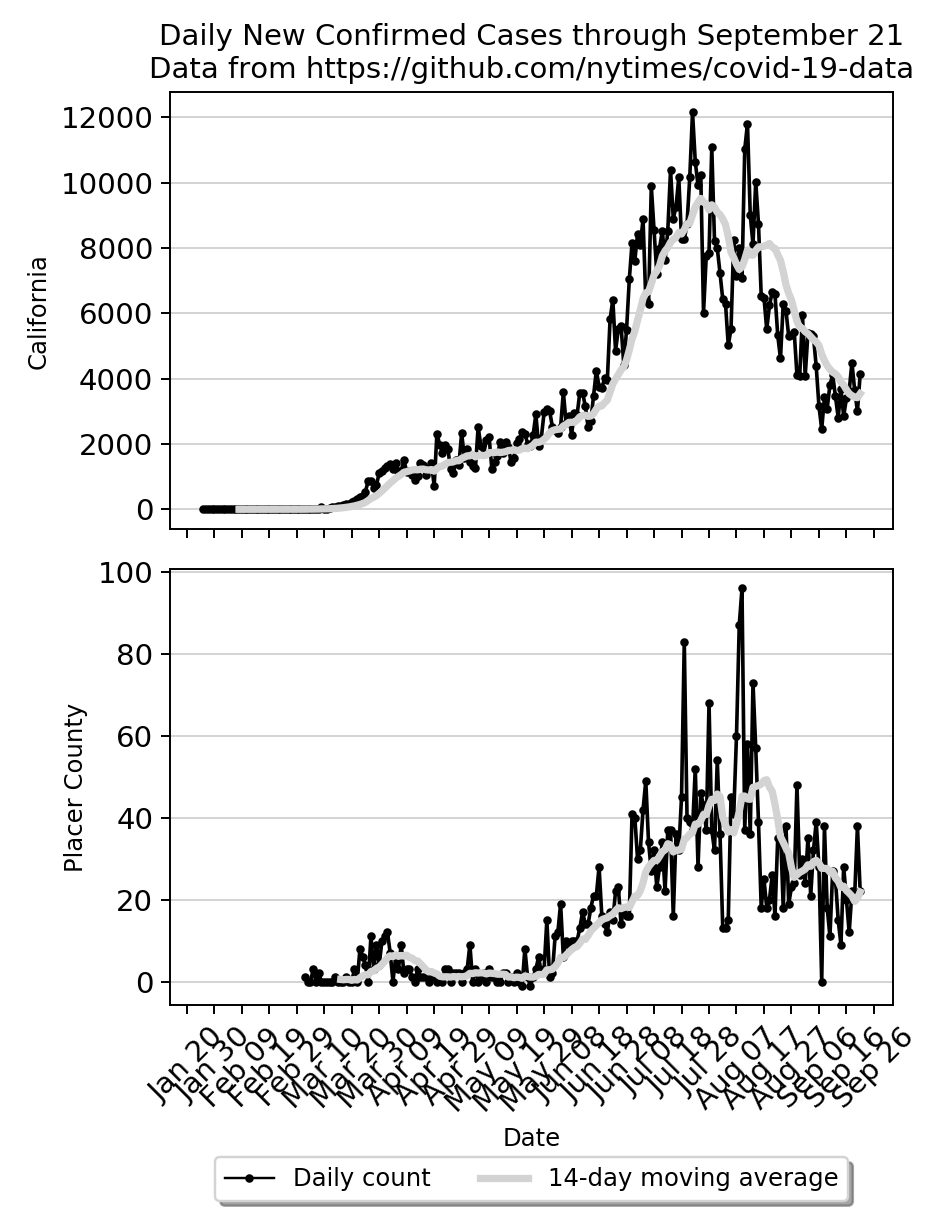 Daily New Confirmed Cases through September 21
Data from https://github.com/nytimes/covid-19-data
12000
10000
8000
6000
4000
2000
0
California
100
80
60
40
20
0
Placer County
Jan 20
Jan 30
Feb 09
Feb 19
Feb 29
Mar 10
Mar 20
Mar 30
Apr 09
Apr 19
Apr 29
May 09
May 19
May 29
Jun 08
Jun 18
Jun 28
Jul 08
Jul 18
Jul 28
Aug 07
Aug 17
Aug 27
Sep 06
Sep 16
Sep 26
Date
Daily count
14-day moving average